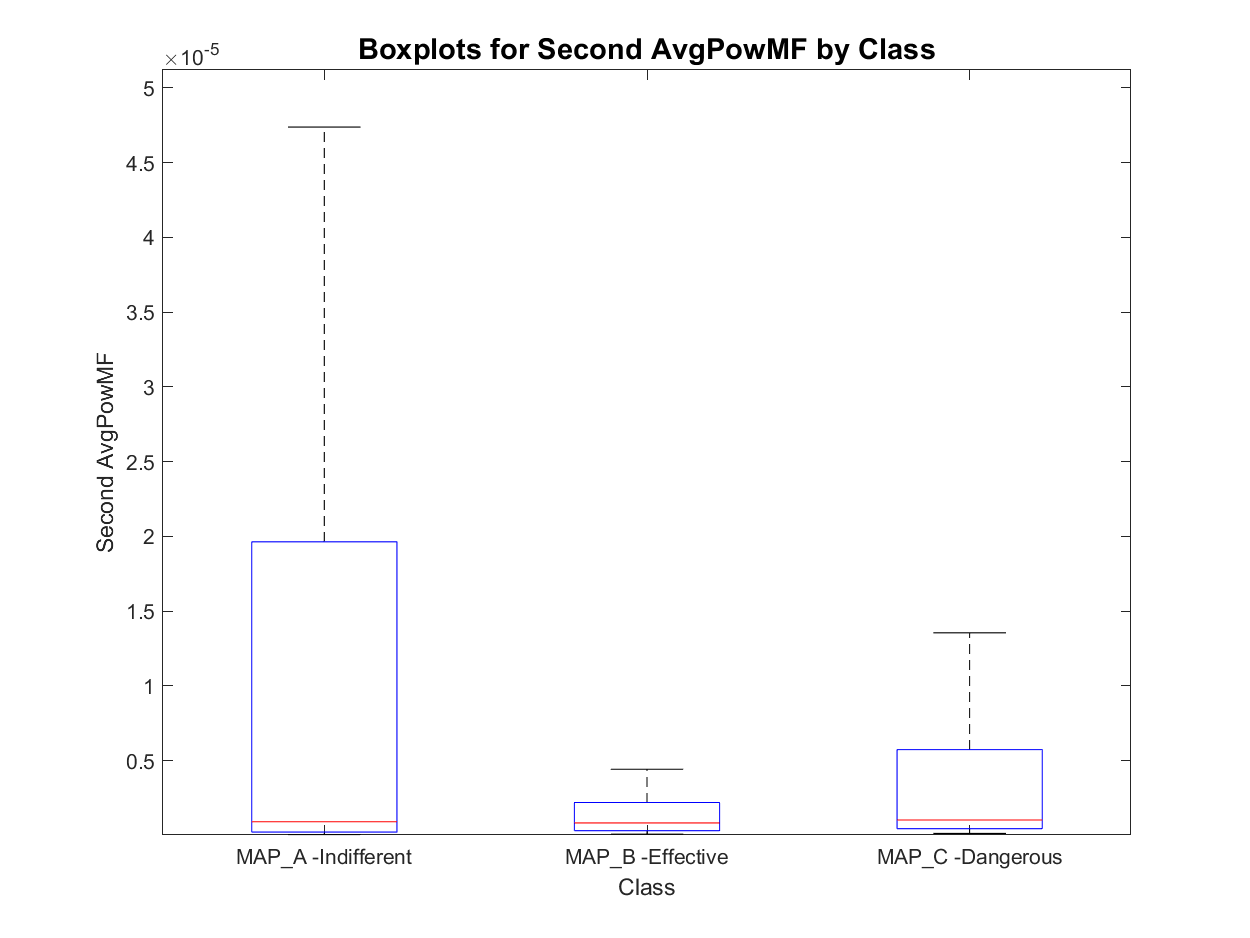 Boxplots for Second AvgPowMF by Class
×10-5
5
4.5
4
3.5
3
2.5
2
1.5
1
0.5
Second AvgPowMF
MAP_A -Indifferent
MAP_B -Effective
MAP_C -Dangerous
Class